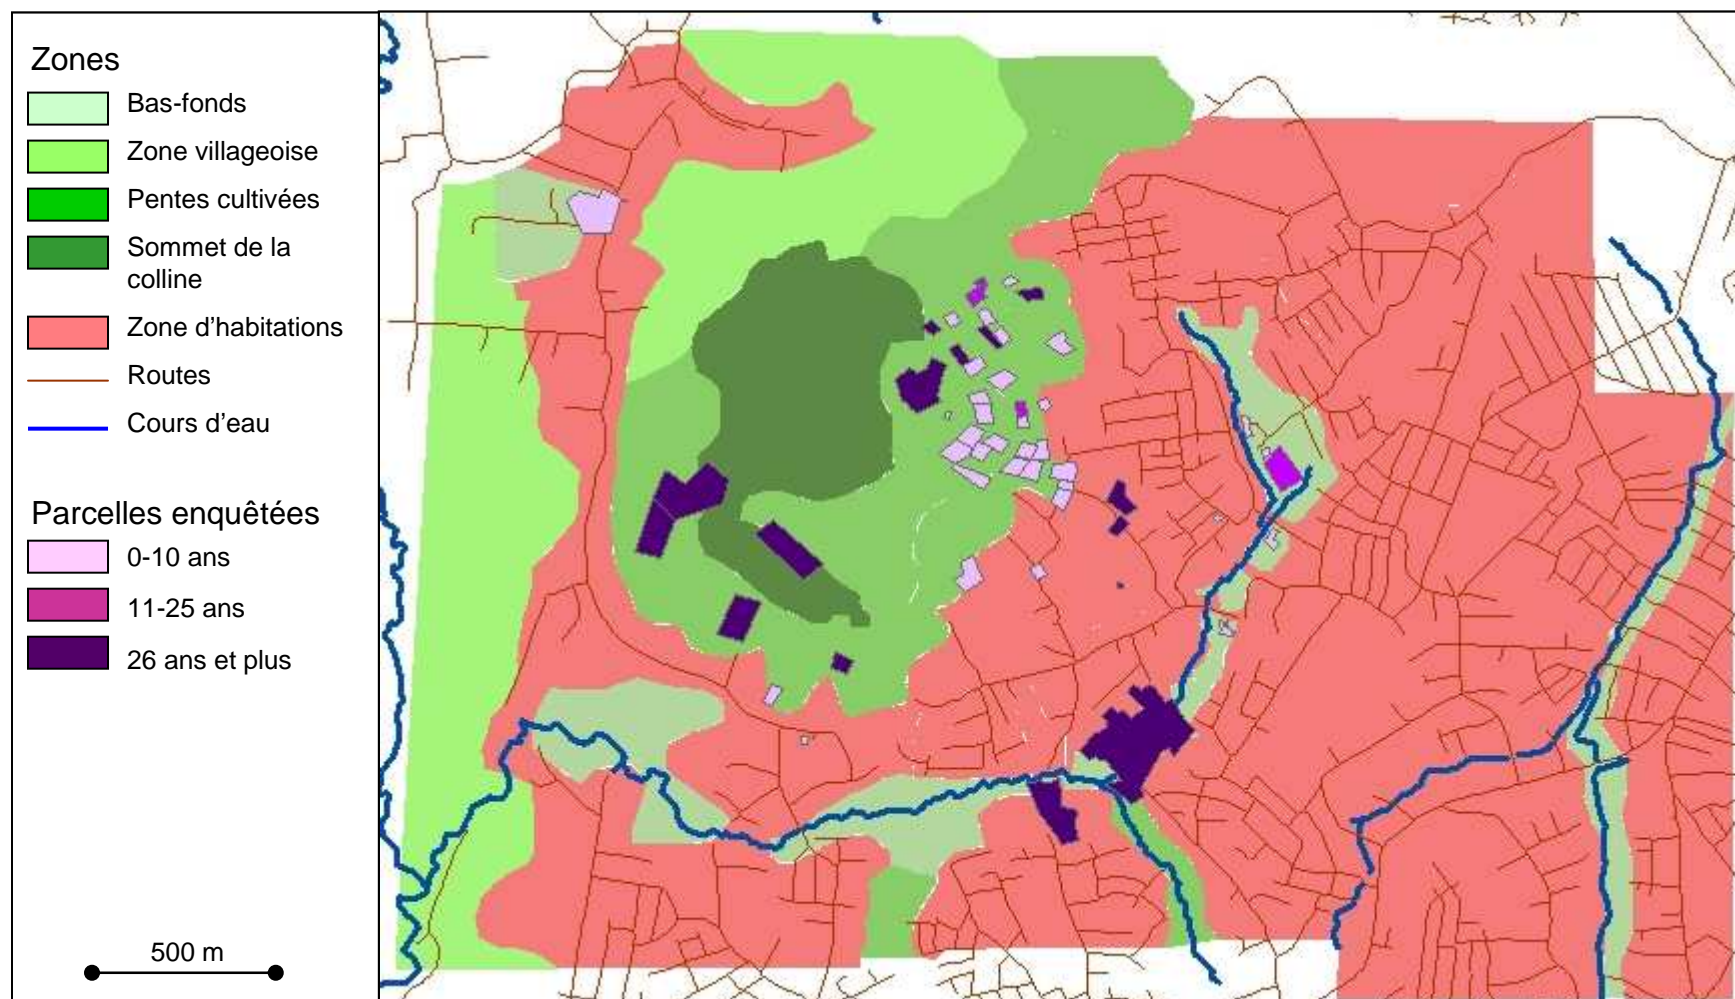 Zones
Bas-fonds
Zone villageoise
Pentes cultivées
Sommet de la
colline
Zone d’habitations
Routes
Cours d’eau
Parcelles enquêtées
0-10 ans
11-25 ans
26 ans et plus
500 m